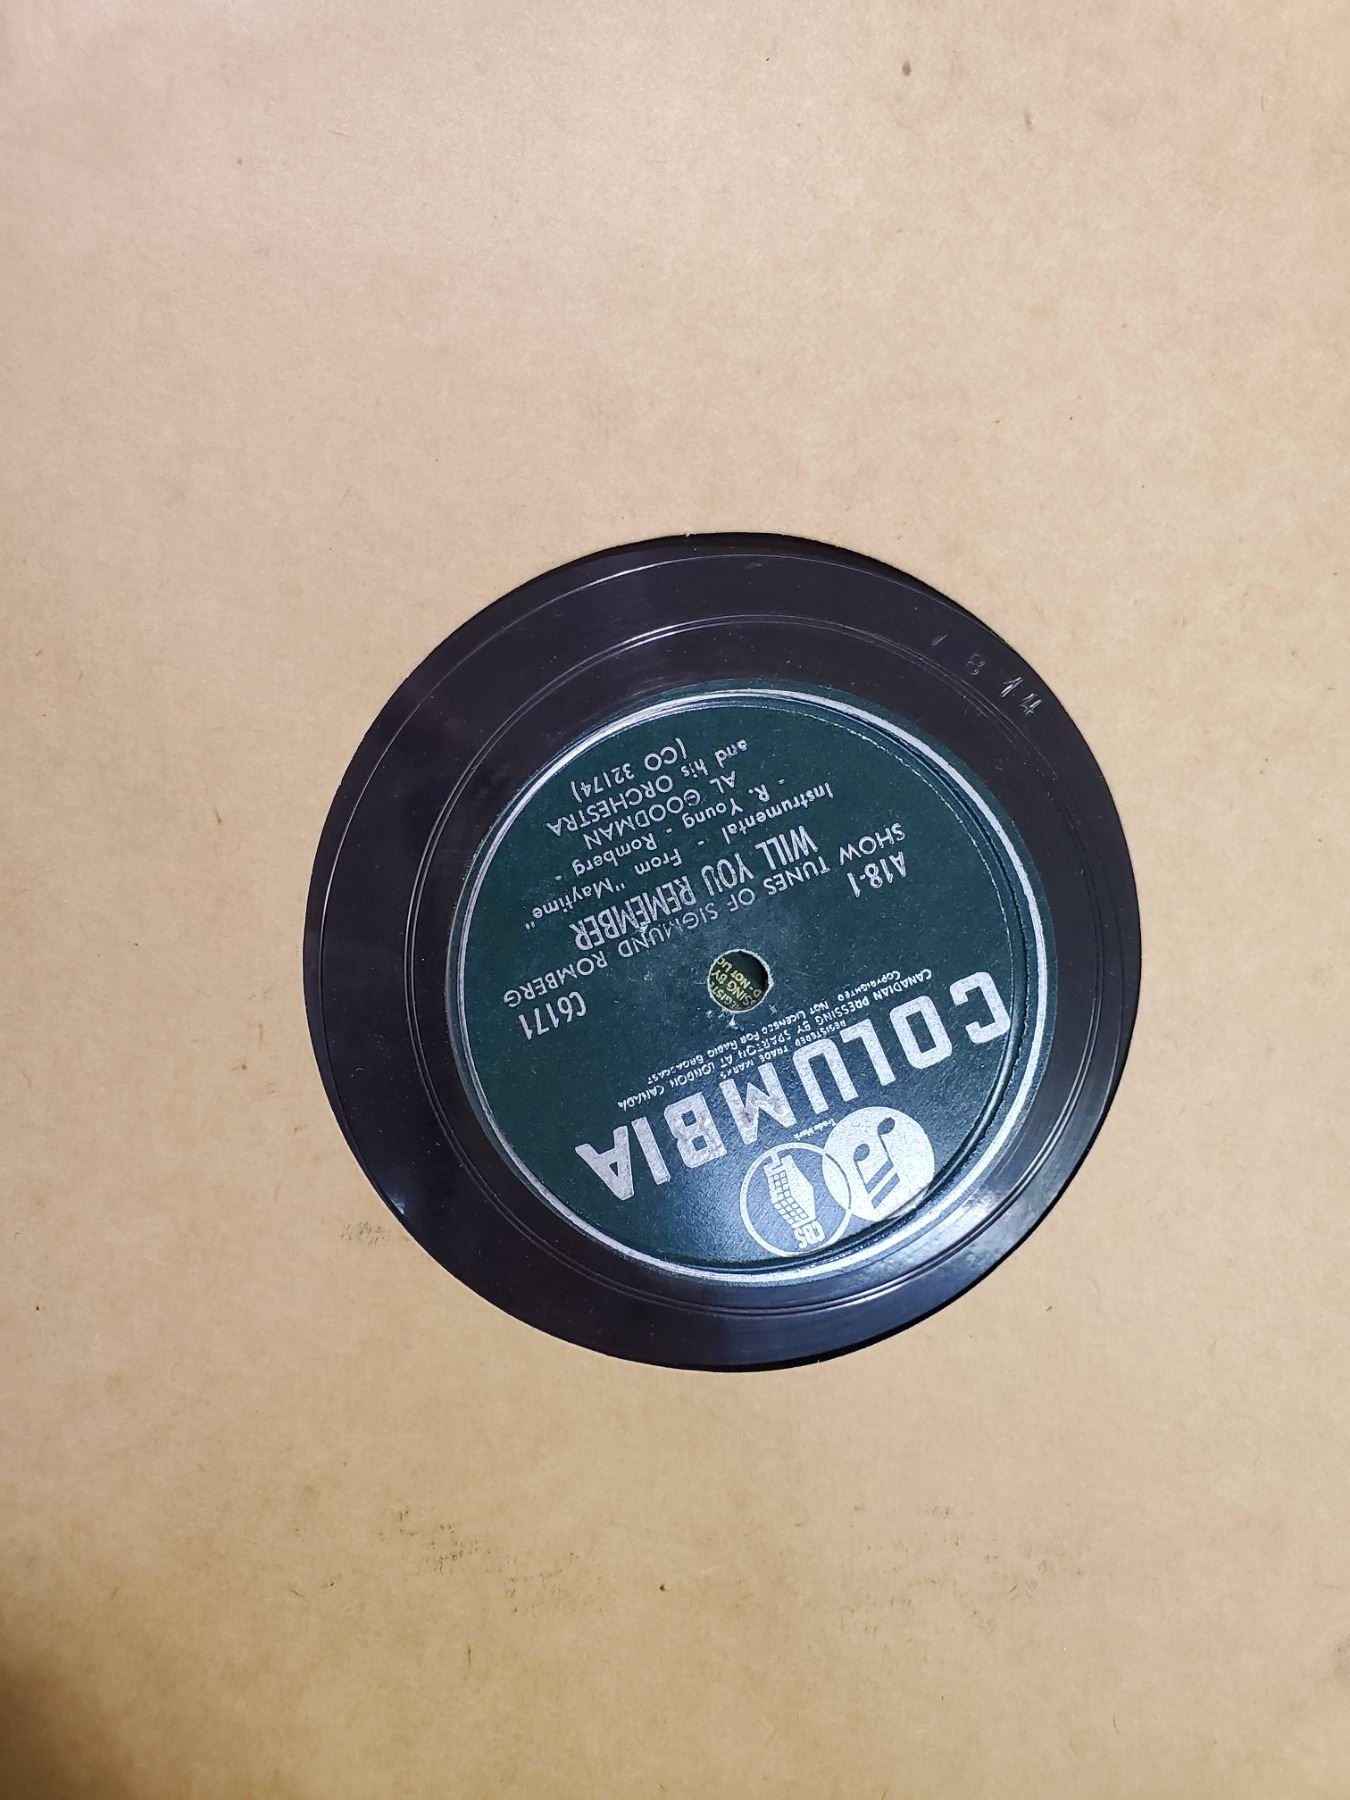 CBS
Trade Mark
COLUMBIA
REGISTERED TRADE MARKS
CANADIAN PRESSING BY SPARTON AT LONDON CANADA
COPYRIGHTED NOT LICENSED FOR RADIO BROADCAST
A18-1
C6171
SHOW TUNES OF SIGMUND ROMBERG
WILL YOU REMEMBER
Instrumental - From "Maytime"
- R. Young - Romberg -
AL GOODMAN
and his ORCHESTRA
(CO 32174)